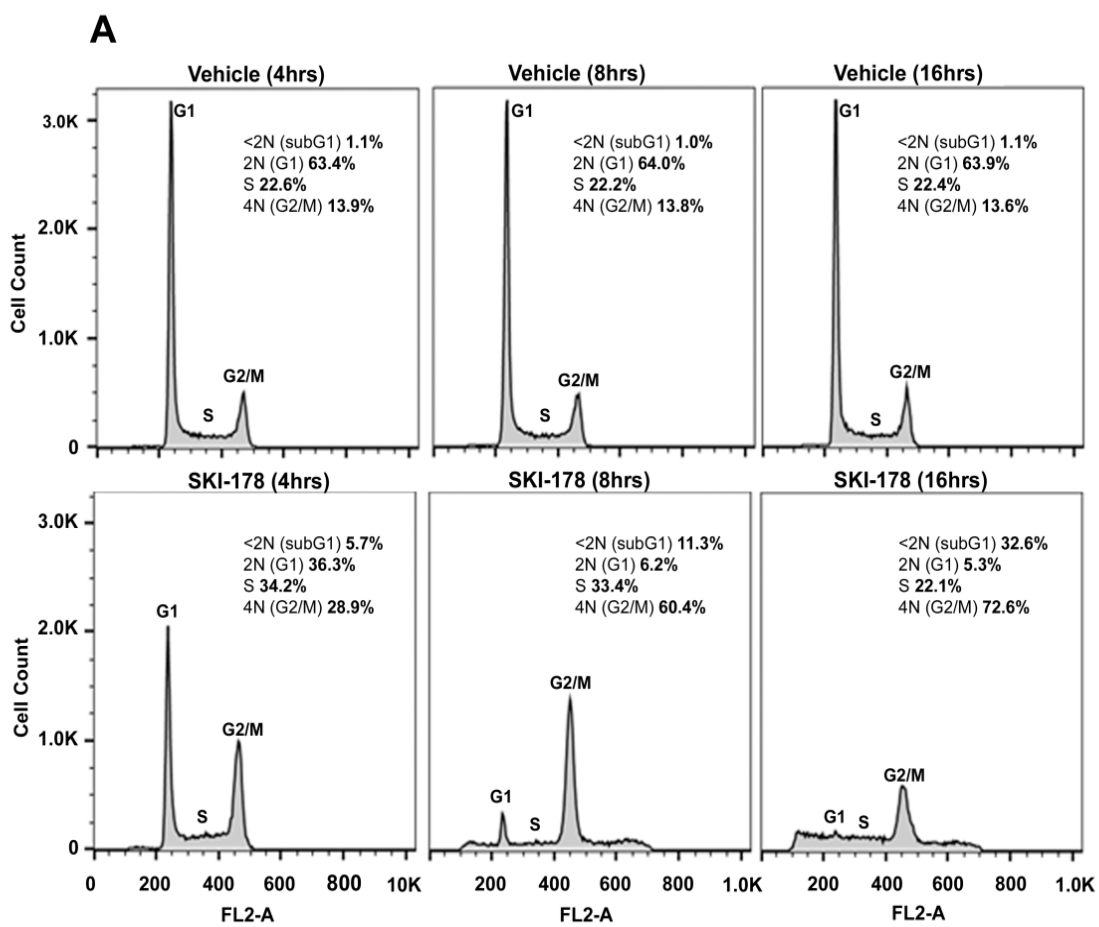 A
Vehicle (4hrs)
Vehicle (8hrs)
Vehicle (16hrs)
3.0K
2.0K
1.0K
0
Cell Count
G1
<2N (subG1) 1.1%
2N (G1) 63.4%
S 22.6%
4N (G2/M) 13.9%
G2/M
S
G1
<2N (subG1) 1.0%
2N (G1) 64.0%
S 22.2%
4N (G2/M) 13.8%
G2/M
S
G1
<2N (subG1) 1.1%
2N (G1) 63.9%
S 22.4%
4N (G2/M) 13.6%
G2/M
S
SKI-178 (4hrs)
SKI-178 (8hrs)
SKI-178 (16hrs)
3.0K
2.0K
1.0K
0
Cell Count
<2N (subG1) 5.7%
2N (G1) 36.3%
S 34.2%
4N (G2/M) 28.9%
G1
G2/M
S
<2N (subG1) 11.3%
2N (G1) 6.2%
S 33.4%
4N (G2/M) 60.4%
G2/M
G1
S
<2N (subG1) 32.6%
2N (G1) 5.3%
S 22.1%
4N (G2/M) 72.6%
G2/M
G1 S
0 200 400 600 800 10K
200 400 600 800 1.0K
200 400 600 800 1.0K
FL2-A
FL2-A
FL2-A